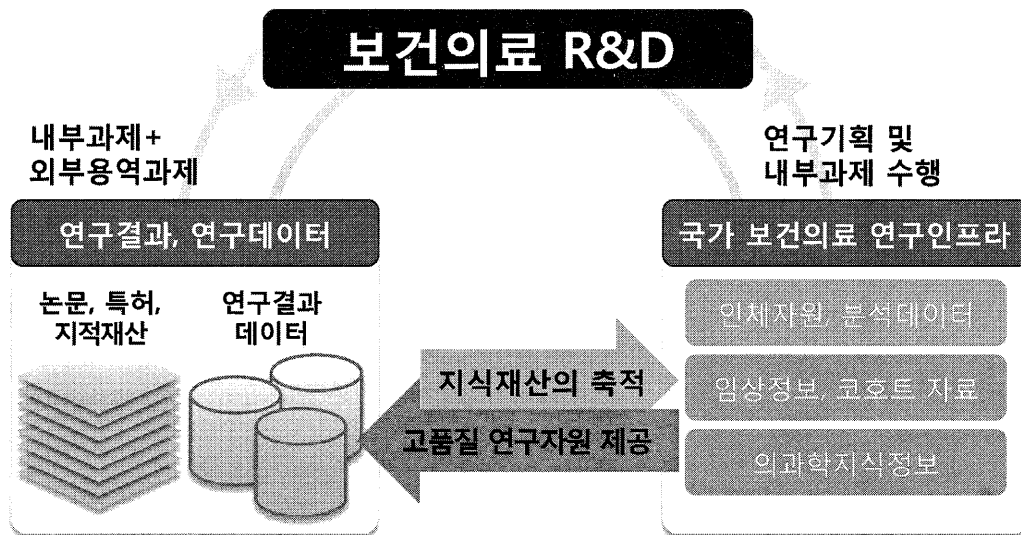 보건의료 R&D
내부과제+
외부용역과제
연구기획 및
내부과제 수행
연구결과, 연구데이터
국가 보건의료 연구인프라
논문, 특허,
지적재산
연구결과
데이터
인체자원, 분석데이터
임상정보, 코호트 자료
의과학지식정보
지식재산의 축적
고품질 연구자원 제공